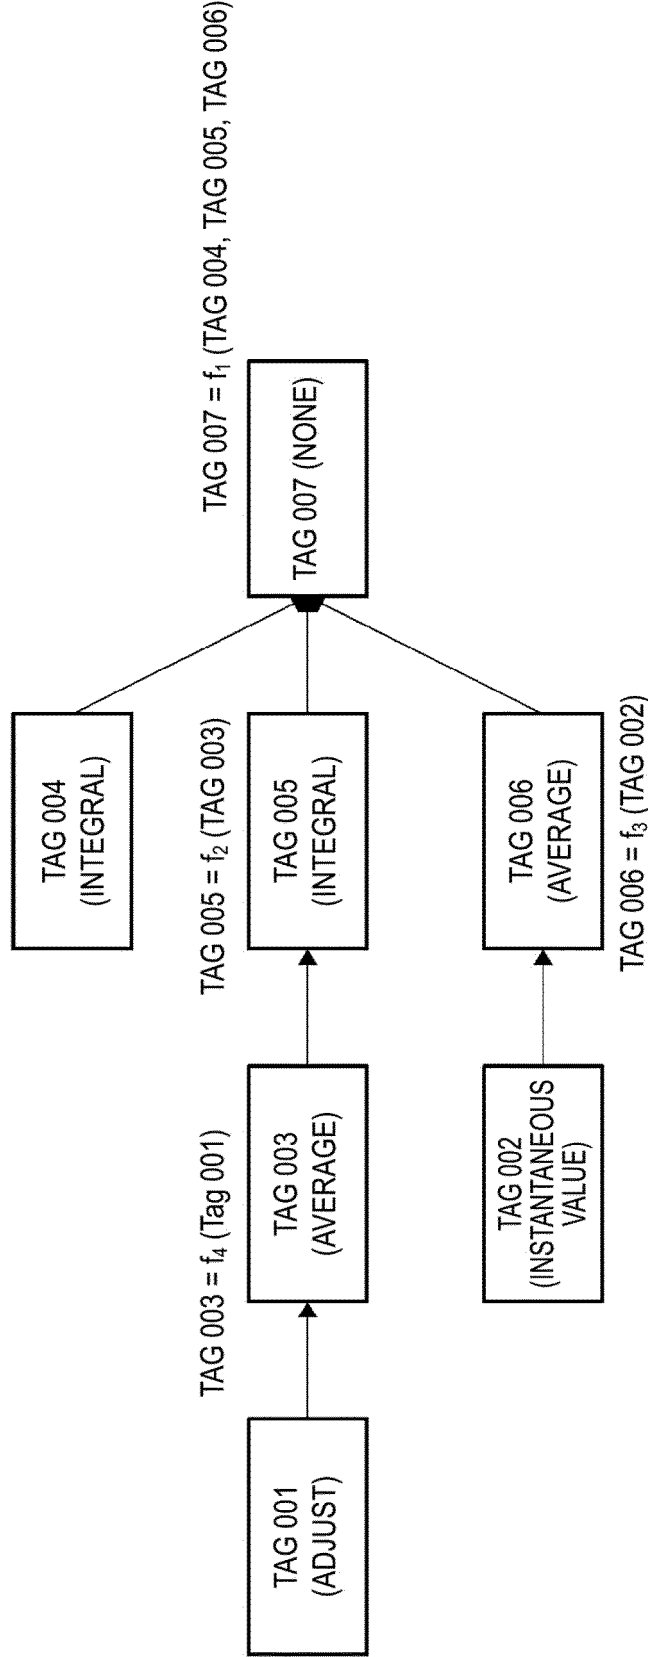 TAG 007 = f₁ (TAG 004, TAG 005, TAG 006)
TAG 004
(INTEGRAL)
TAG 003 = f₄ (Tag 001)
TAG 005 = f₂ (TAG 003)
TAG 001
(ADJUST)
TAG 003
(AVERAGE)
TAG 005
(INTEGRAL)
TAG 007 (NONE)
TAG 002
(INSTANTANEOUS
VALUE)
TAG 006
(AVERAGE)
TAG 006 = f₃ (TAG 002)